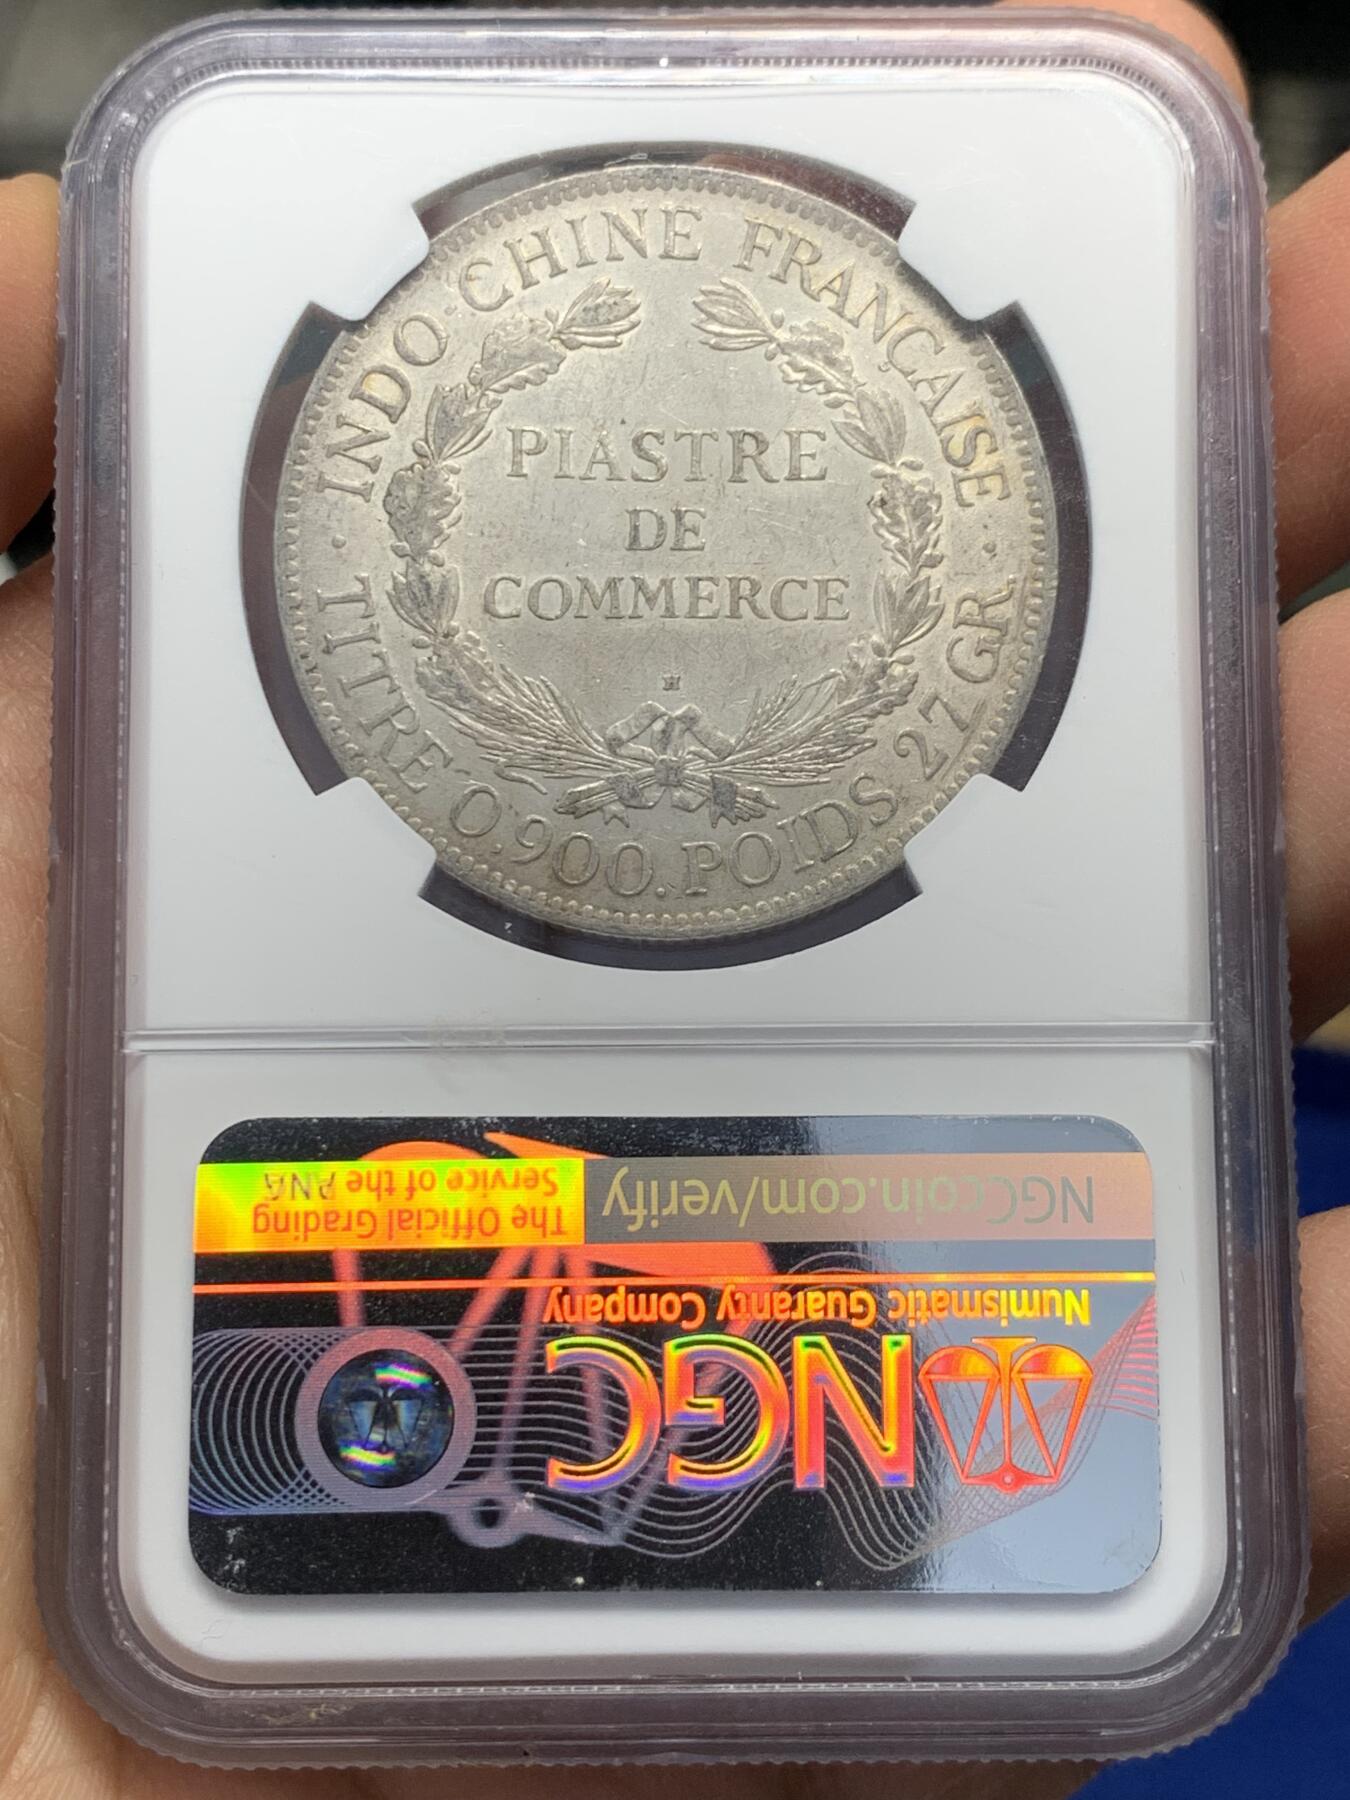 INDO-CHINE FRANÇAISE
PIASTRE
DE
COMMERCE
H
· TITRE 0.900. POIDS 27 GR. ·
NGC
Numismatic Guaranty Company
NGCcoin.com/verify
The Official Grading
Service of the ANA